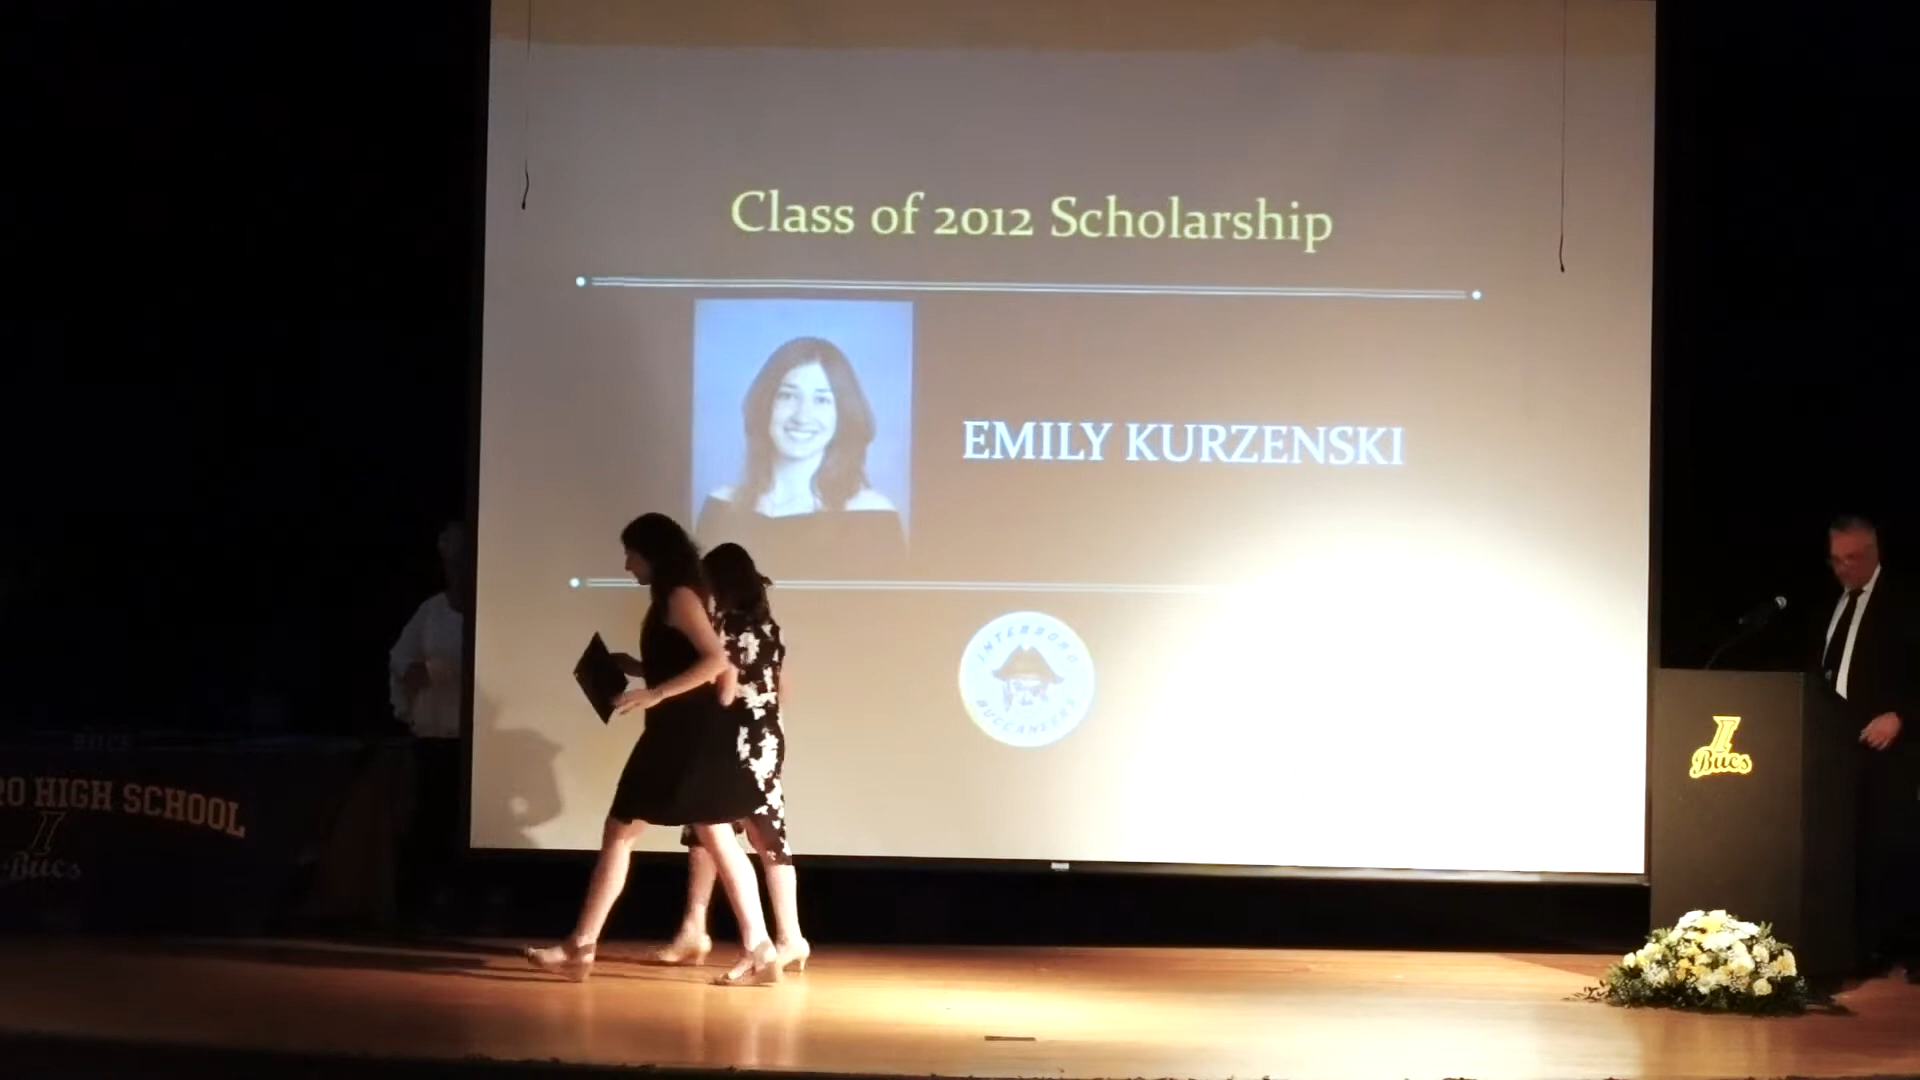 Class of 2012 Scholarship
EMILY KURZENSKI
INTERBORO
BUCCANEERS
I
Bucs
BUCS
RO HIGH SCHOOL
I
Bucs